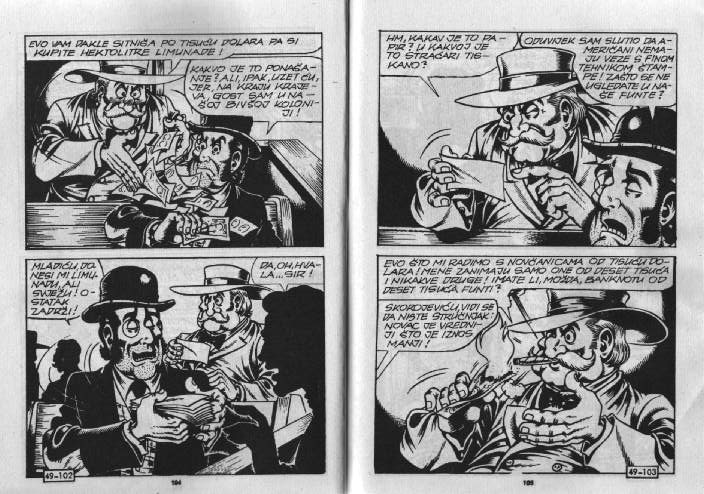 EVO VAM DAKLE SITNIŠA PO TISUĆU DOLARA PA SI
KUPITE HEKTOLITRE LIMUNADE!
KAKVO JE TO PONAŠA-
NJE? ALI, IPAK, UZET ĆU,
JER, NA KRAJU KRAJE-
VA, GOST SAM U NA-
ŠOJ BIVŠOJ KOLONI-
JI!
MLADIĆU, DO-
NESI MI LIMU-
NADU, ALI
SVJEŽU! O-
STATAK
ZADRŽI!
DA, OH, HVA-
LA... SIR!
49-102
104
HM, KAKAV JE TO PA-
PIR? U KAKVOJ JE
TO STRAĆARI TIS-
KANO?
ODUVIJEK SAM SLUTIO DA A-
MERIČANI NEMA-
JU VEZE S FINOM
TEHNIKOM ŠTAM-
PE! ZAŠTO SE NE
UGLEDATE U NA-
ŠE FUNTE?
EVO ŠTO MI RADIMO S NOVČANICAMA OD TISUĆU DO-
LARA! MENE ZANIMAJU SAMO ONE OD DESET TISUĆA
I NIKAKVE DRUGE! IMATE LI, MOŽDA, BANKNOTU OD
DESET TISUĆA FUNTI?
SKOROJEVIĆU, VIDI SE
DA NISTE STRUČNJAK:
NOVAC JE VREDNI-
JI ŠTO JE IZNOS
MANJI!
105
49-103